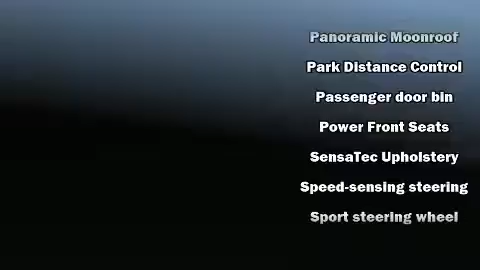 Panoramic Moonroof
Park Distance Control
Passenger door bin
Power Front Seats
SensaTec Upholstery
Speed-sensing steering
Sport steering wheel